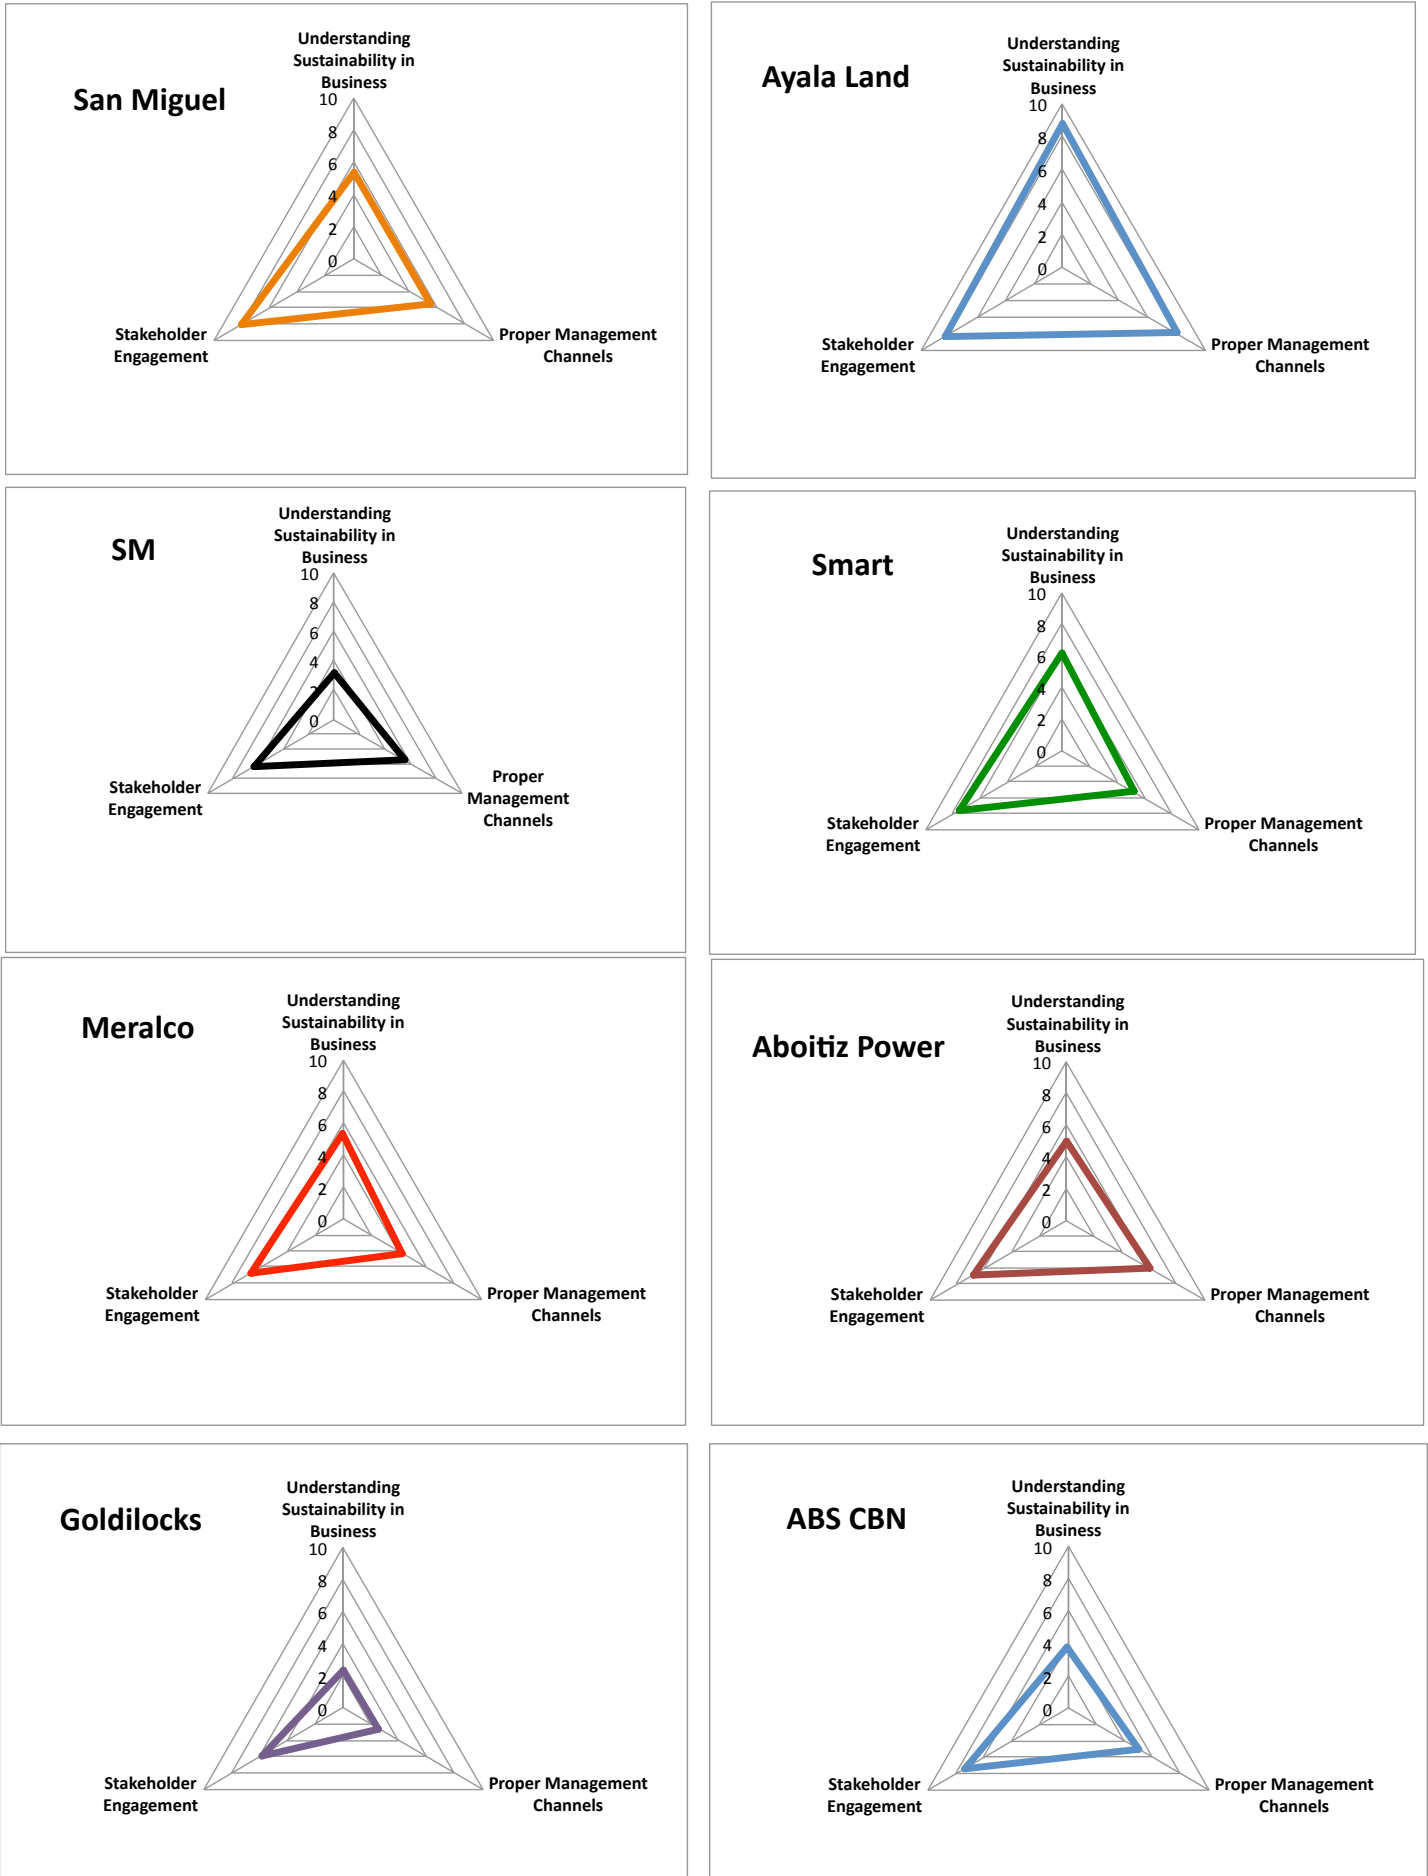 San Miguel
Understanding
Sustainability in
Business
10
8
6
4
2
0
Stakeholder
Engagement
Proper Management
Channels
Ayala Land
Understanding
Sustainability in
Business
10
8
6
4
2
0
Stakeholder
Engagement
Proper Management
Channels
SM
Understanding
Sustainability in
Business
10
8
6
4
2
0
Stakeholder
Engagement
Proper
Management
Channels
Smart
Understanding
Sustainability in
Business
10
8
6
4
2
0
Stakeholder
Engagement
Proper Management
Channels
Meralco
Understanding
Sustainability in
Business
10
8
6
4
2
0
Stakeholder
Engagement
Proper Management
Channels
Aboitiz Power
Understanding
Sustainability in
Business
10
8
6
4
2
0
Stakeholder
Engagement
Proper Management
Channels
Goldilocks
Understanding
Sustainability in
Business
10
8
6
4
2
0
Stakeholder
Engagement
Proper Management
Channels
ABS CBN
Understanding
Sustainability in
Business
10
8
6
4
2
0
Stakeholder
Engagement
Proper Management
Channels